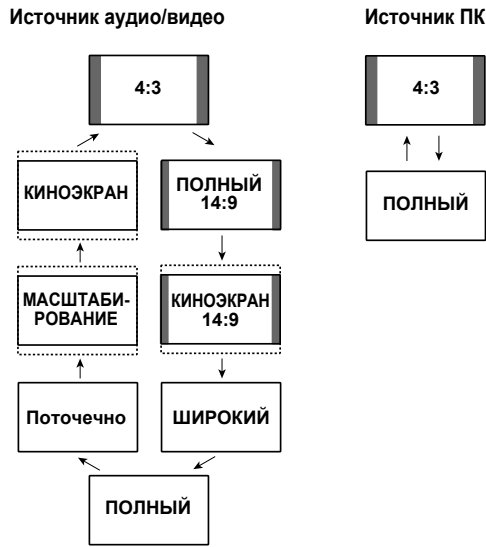 Источник аудио/видео
Источник ПК
4:3
4:3
КИНОЭКРАН
ПОЛНЫЙ
14:9
ПОЛНЫЙ
МАСШТАБИ-
РОВАНИЕ
КИНОЭКРАН
14:9
Поточечно
ШИРОКИЙ
ПОЛНЫЙ